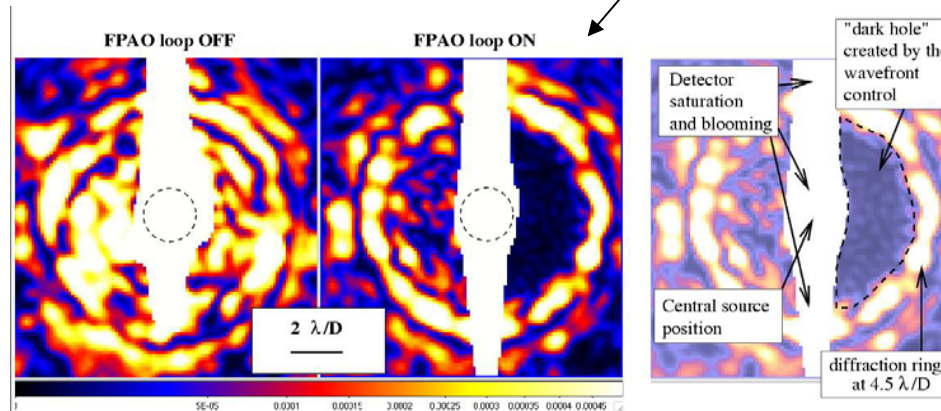 FPAO loop OFF
FPAO loop ON
2 λ/D
5E-05 0.0001 0.00015 0.0002 0.00025 0.0003 0.00035 0.0004 0.00045
Detector
saturation
and blooming
"dark hole"
created by the
wavefront
control
Central source
position
diffraction ring
at 4.5 λ/D